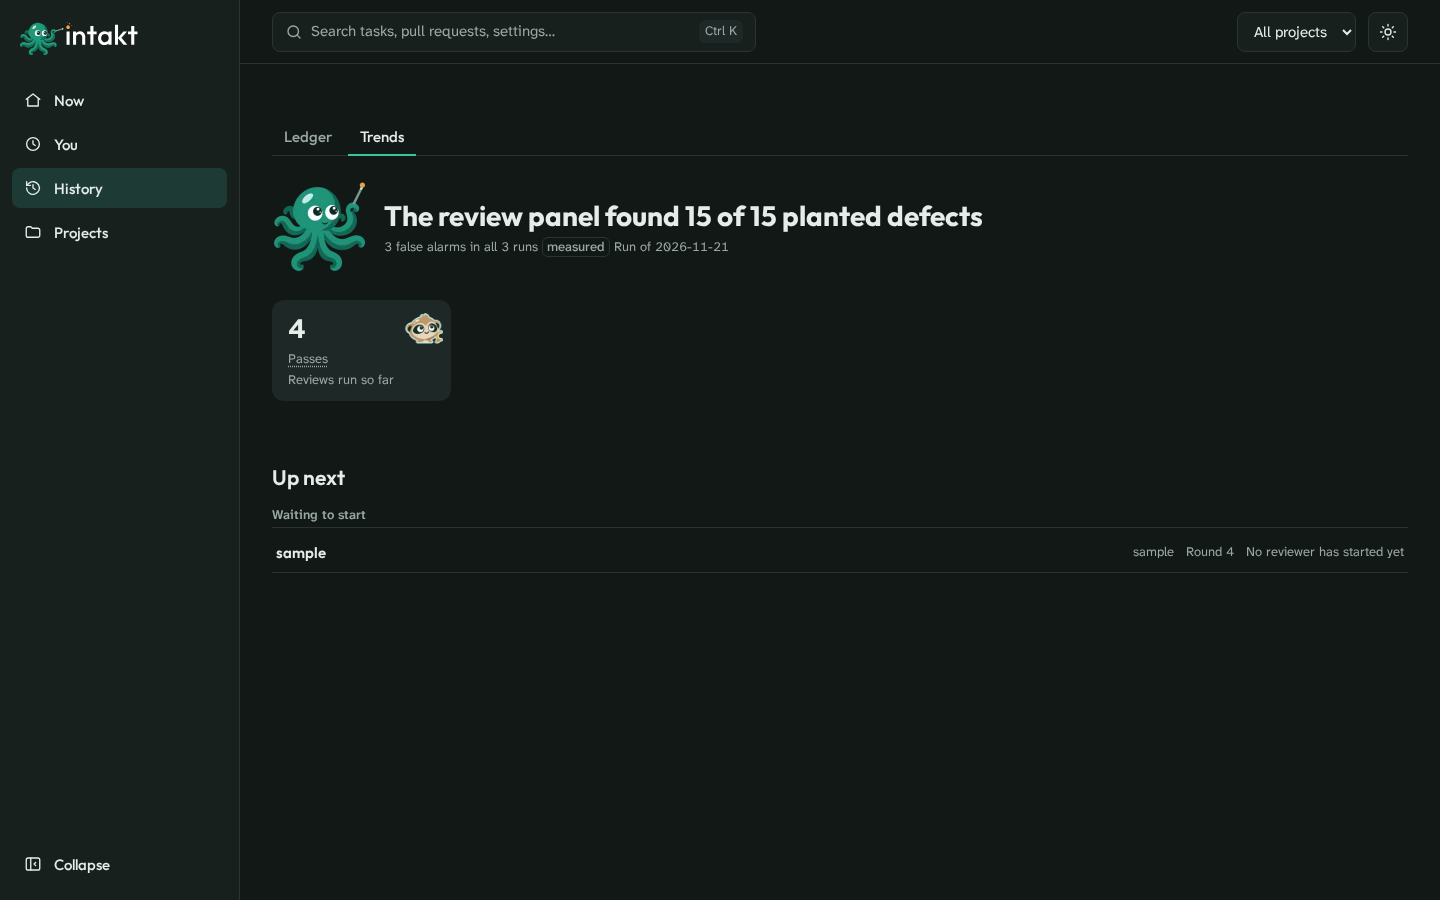 intakt
Search tasks, pull requests, settings...
Ctrl K
All projects
Now
You
History
Projects
Ledger
Trends
The review panel found 15 of 15 planted defects
3 false alarms in all 3 runs measured Run of 2026-11-21
4
Passes
Reviews run so far
Up next
Waiting to start
sample
sample Round 4 No reviewer has started yet
Collapse